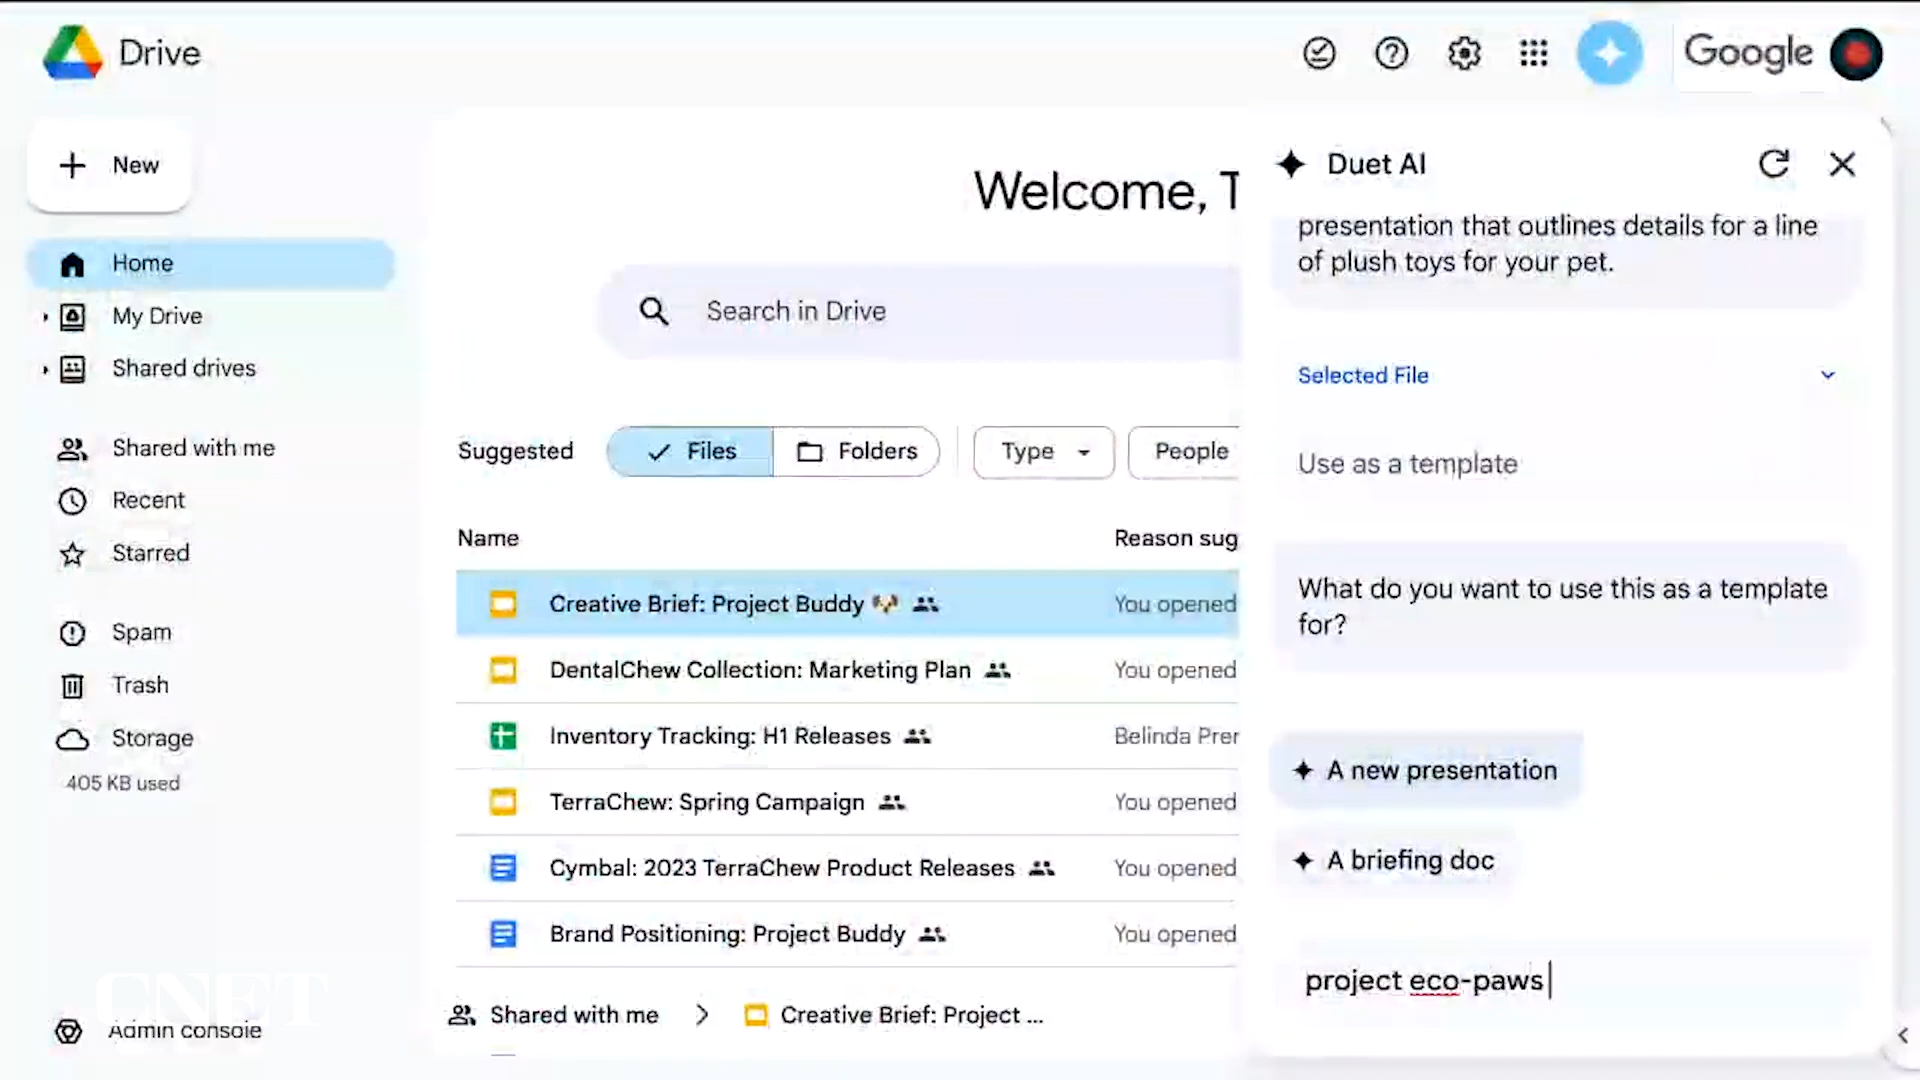 Drive
Google
New
Home
My Drive
Shared drives
Shared with me
Recent
Starred
Spam
Trash
Storage
405 KB used
Admin console
CNET
Welcome, T
Search in Drive
Suggested
Files
Folders
Type
People
Name
Reason sug
Creative Brief: Project Buddy
You opened
DentalChew Collection: Marketing Plan
You opened
Inventory Tracking: H1 Releases
Belinda Prer
TerraChew: Spring Campaign
You opened
Cymbal: 2023 TerraChew Product Releases
You opened
Brand Positioning: Project Buddy
You opened
Shared with me
Creative Brief: Project ...
Duet AI
presentation that outlines details for a line
of plush toys for your pet.
Selected File
Use as a template
What do you want to use this as a template
for?
A new presentation
A briefing doc
project eco-paws